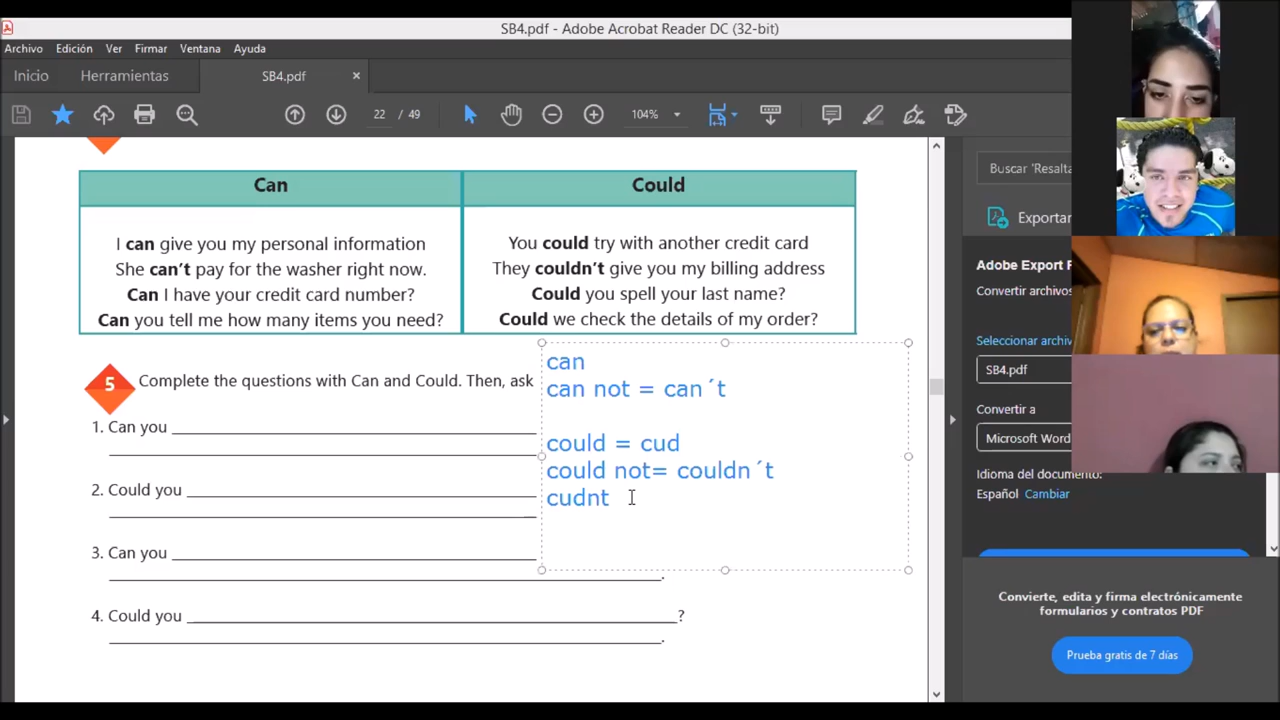 SB4.pdf - Adobe Acrobat Reader DC (32-bit)
Archivo Edición Ver Firmar Ventana Ayuda
Inicio Herramientas SB4.pdf ×
22 / 49 104%
Can Could
I can give you my personal information
She can't pay for the washer right now.
Can I have your credit card number?
Can you tell me how many items you need?
You could try with another credit card
They couldn't give you my billing address
Could you spell your last name?
Could we check the details of my order?
5 Complete the questions with Can and Could. Then, ask
1. Can you
2. Could you
3. Can you
.
4. Could you ?
.
can
can not = can´t
could = cud
could not= couldn´t
cudnt
Buscar 'Resalta
Exportar
Adobe Export
Convertir archivos
Seleccionar archiv
SB4.pdf
Convertir a
Microsoft Word
Idioma del documento:
Español Cambiar
Convierte, edita y firma electrónicamente
formularios y contratos PDF
Prueba gratis de 7 días